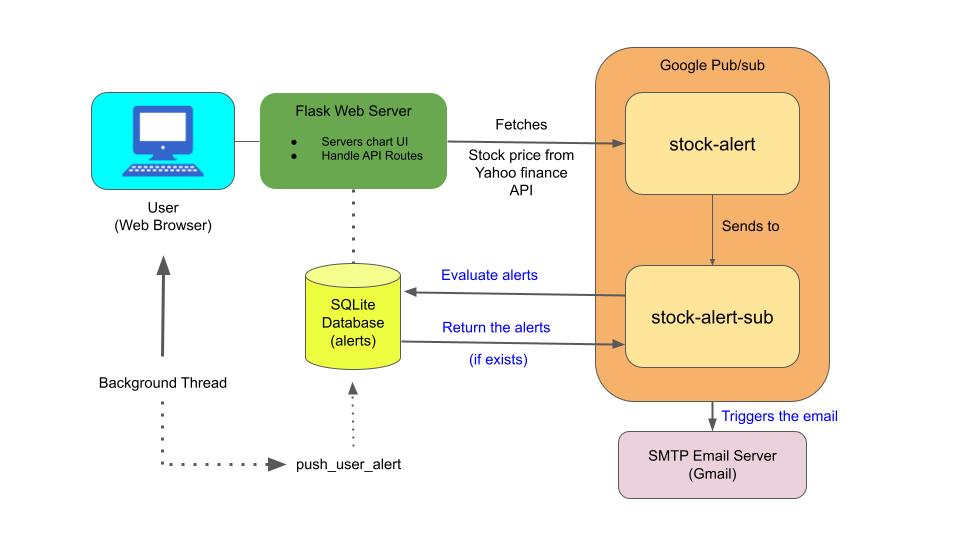 Google Pub/sub
Flask Web Server
● Servers chart UI
● Handle API Routes
Fetches
Stock price from
Yahoo finance
API
stock-alert
User
(Web Browser)
Sends to
Evaluate alerts
SQLite
Database
(alerts)
Return the alerts
(if exists)
stock-alert-sub
Background Thread
Triggers the email
push_user_alert
SMTP Email Server
(Gmail)